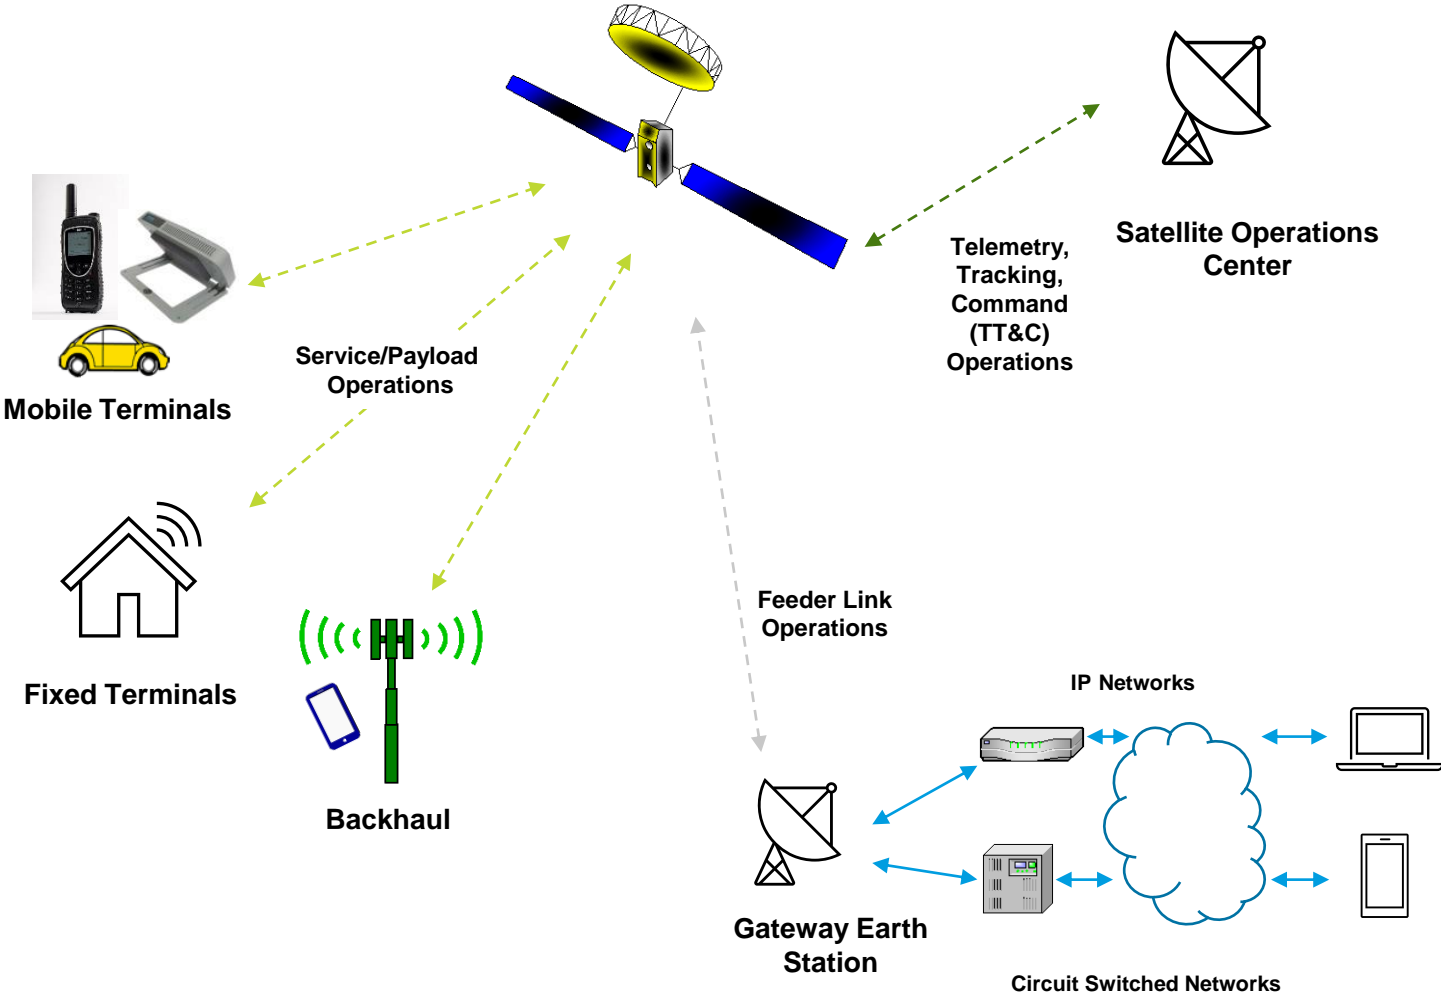 Satellite Operations
Center
Telemetry,
Tracking,
Command
(TT&C)
Operations
Service/Payload
Operations
Mobile Terminals
Fixed Terminals
Backhaul
Feeder Link
Operations
IP Networks
Gateway Earth
Station
Circuit Switched Networks